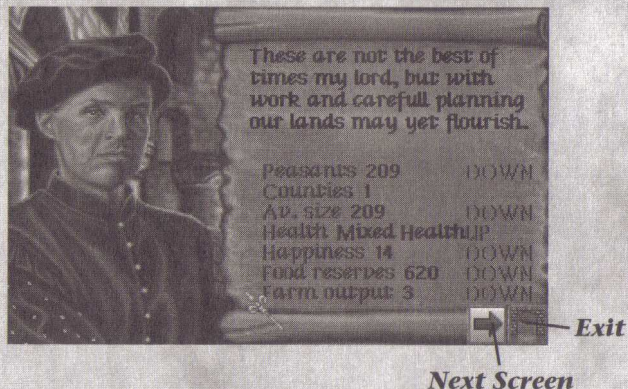 These are not the best of
times my lord, but with
work and carefull planning
our lands may yet flourish.
Peasants 209 DOWN
Counties 1
Av. size 209 DOWN
Health Mixed Health UP
Happiness 14 DOWN
Food reserves 620 DOWN
Farm output 3 DOWN
Exit
Next Screen